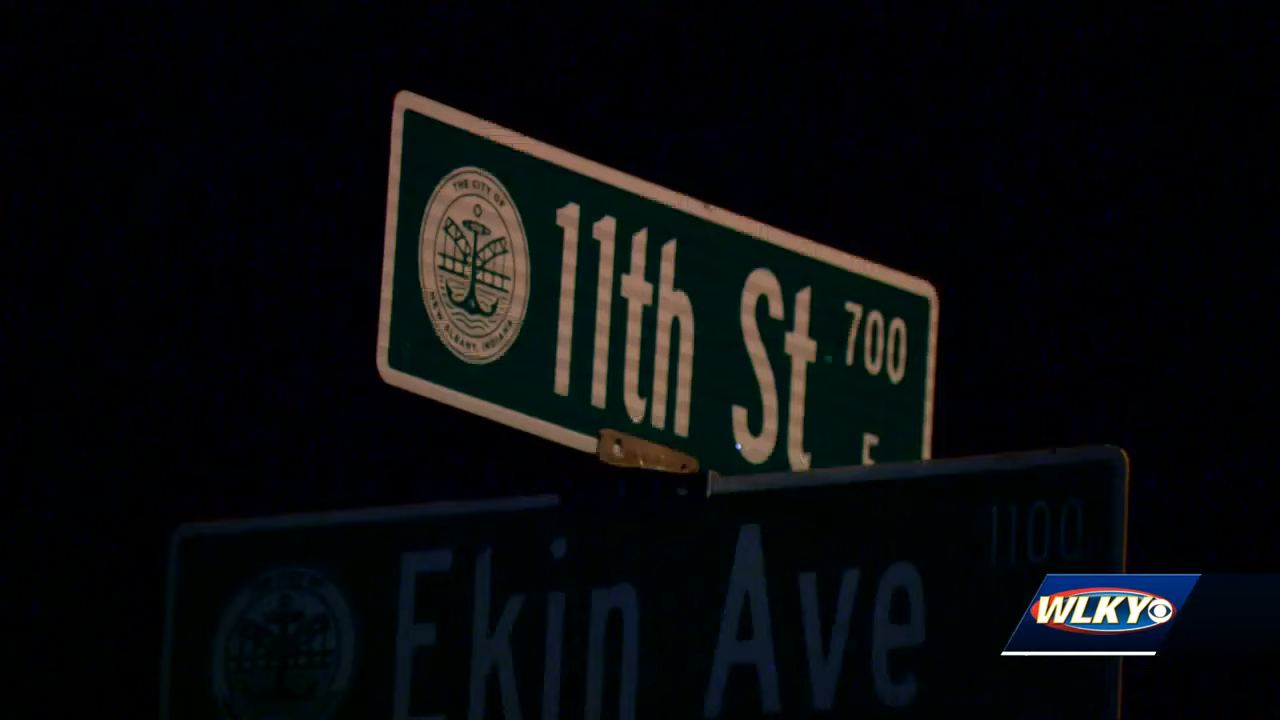 THE CITY OF
NEW ALBANY, INDIANA
11th St
700
E
Ekin Ave
1100
WLKY